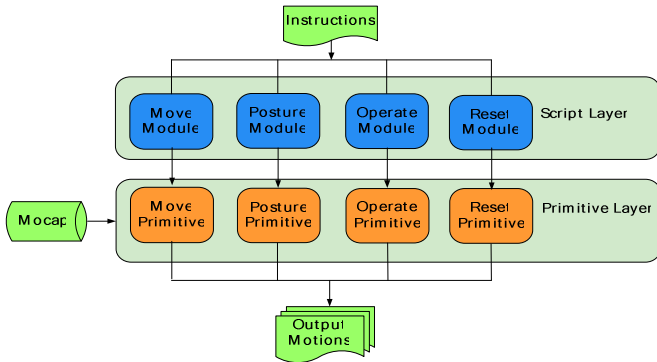 Instructions
Move
Module
Posture
Module
Operate
Module
Reset
Module
Script Layer
Mocap
Move
Primitive
Posture
Primitive
Operate
Primitive
Reset
Primitive
Primitive Layer
Output
Motions